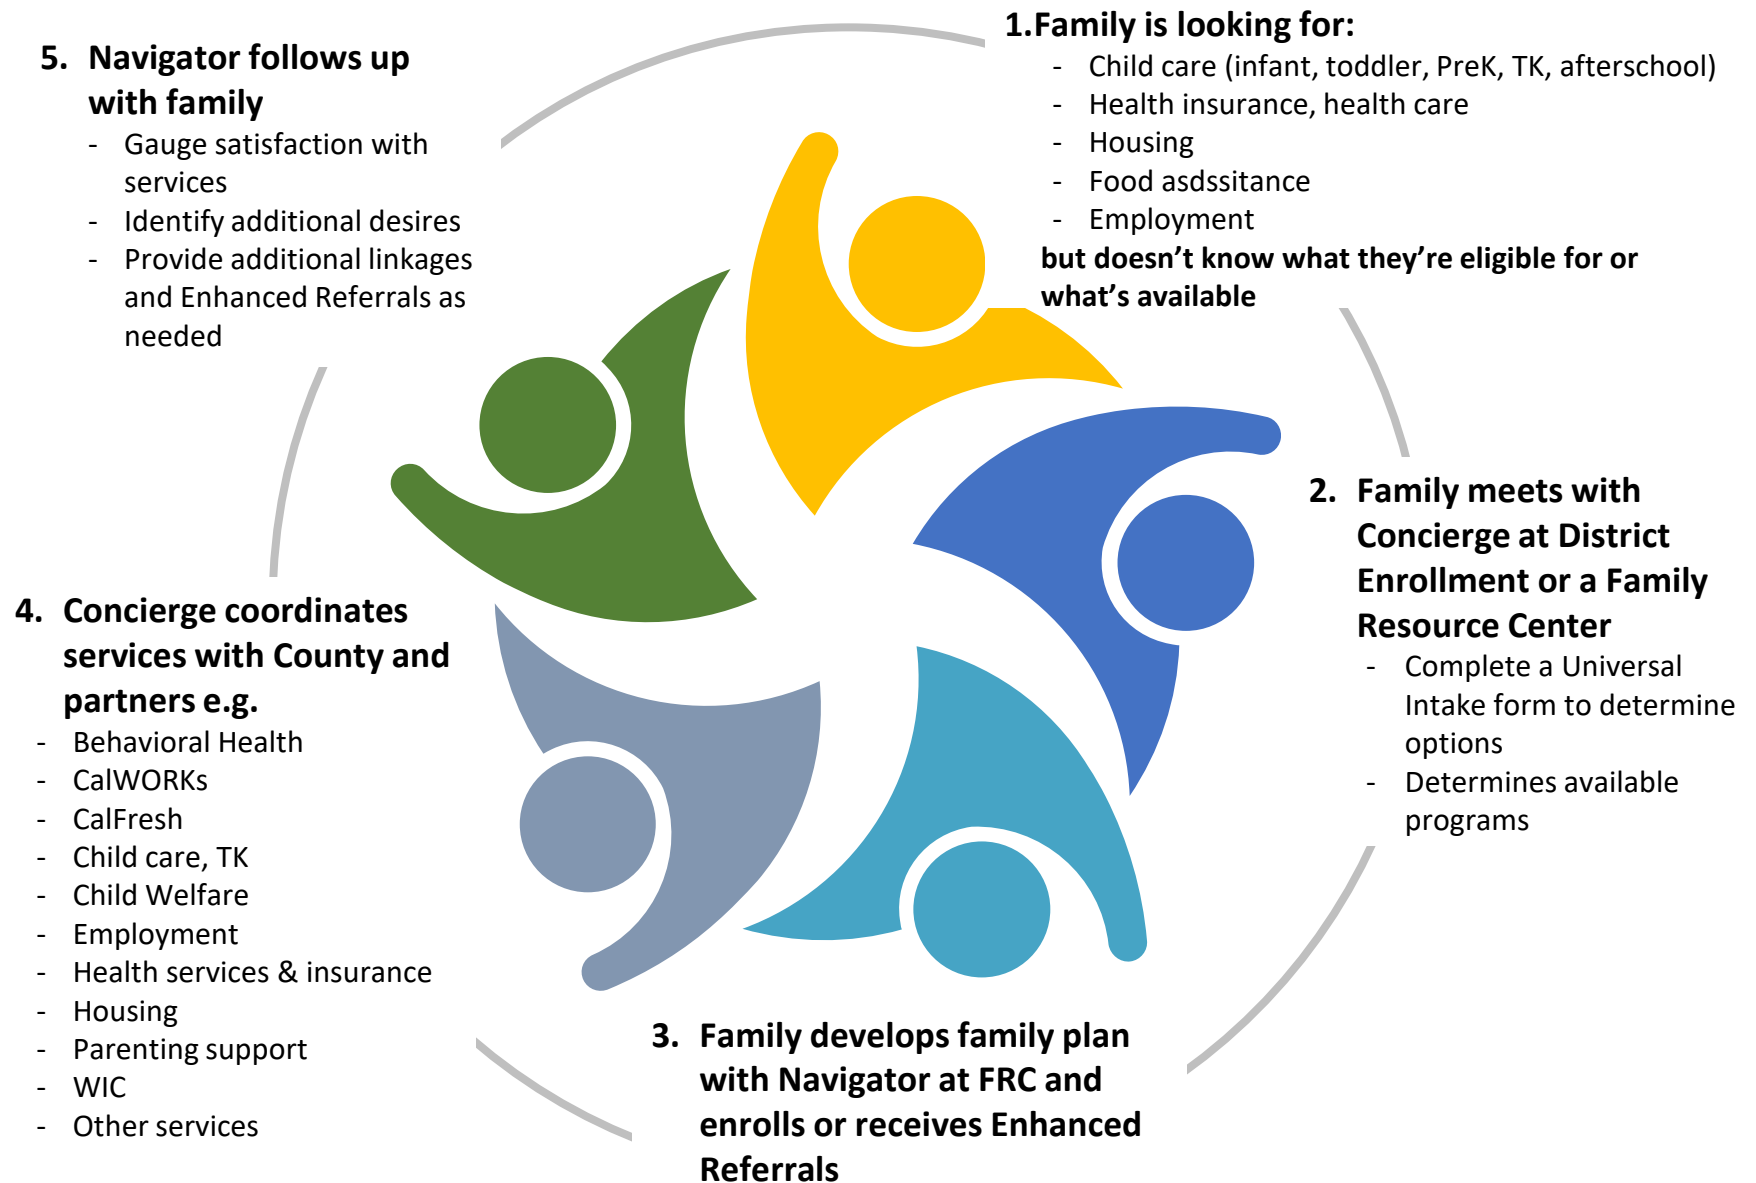 1.Family is looking for:
- Child care (infant, toddler, PreK, TK, afterschool)
- Health insurance, health care
- Housing
- Food asdssitance
- Employment
but doesn’t know what they’re eligible for or
what’s available
2. Family meets with
Concierge at District
Enrollment or a Family
Resource Center
- Complete a Universal
Intake form to determine
options
- Determines available
programs
3. Family develops family plan
with Navigator at FRC and
enrolls or receives Enhanced
Referrals
4. Concierge coordinates
services with County and
partners e.g.
- Behavioral Health
- CalWORKs
- CalFresh
- Child care, TK
- Child Welfare
- Employment
- Health services & insurance
- Housing
- Parenting support
- WIC
- Other services
5. Navigator follows up
with family
- Gauge satisfaction with
services
- Identify additional desires
- Provide additional linkages
and Enhanced Referrals as
needed